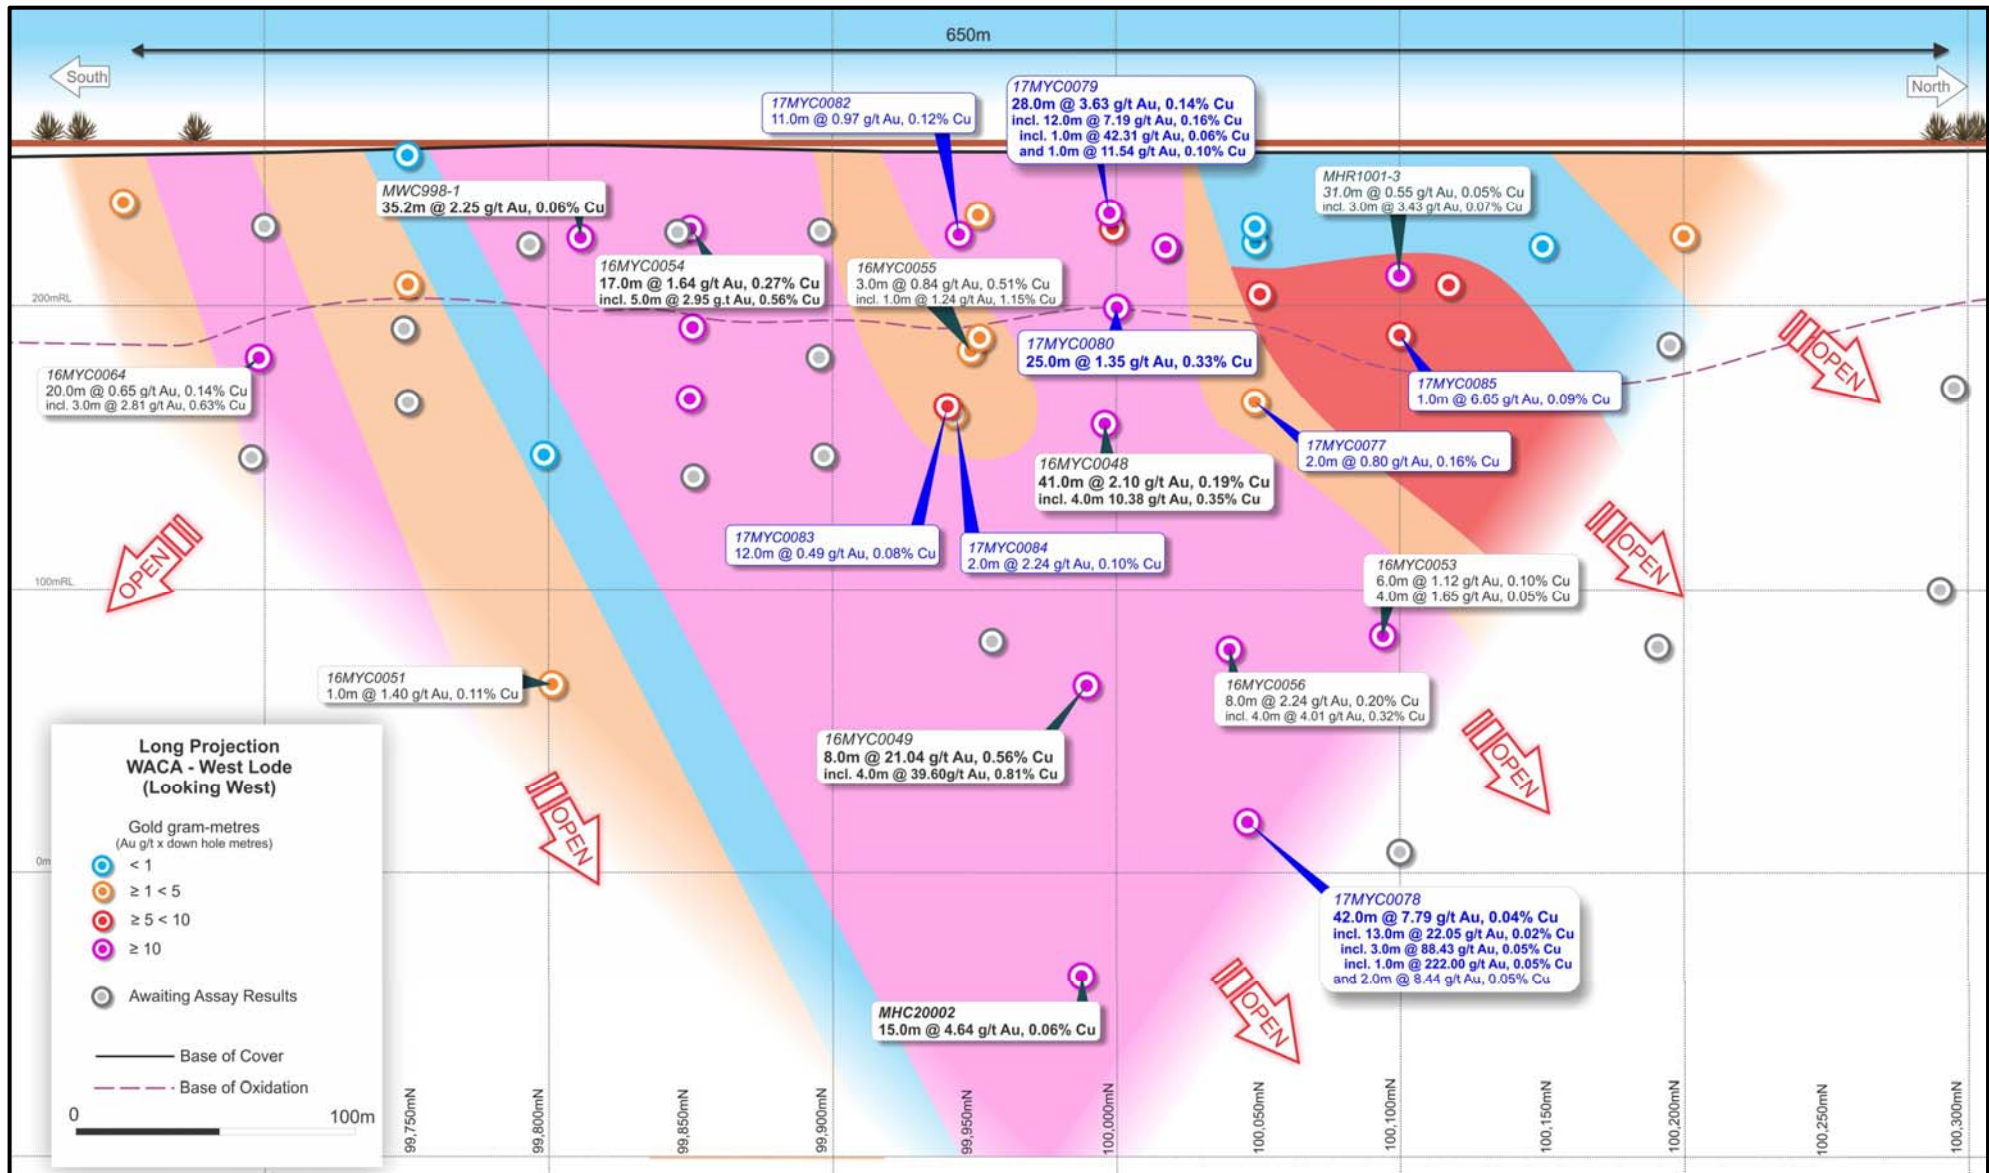 650m
South
North
17MYC0079
28.0m @ 3.63 g/t Au, 0.14% Cu
incl. 12.0m @ 7.19 g/t Au, 0.16% Cu
incl. 1.0m @ 42.31 g/t Au, 0.06% Cu
and 1.0m @ 11.54 g/t Au, 0.10% Cu
17MYC0082
11.0m @ 0.97 g/t Au, 0.12% Cu
MWC998-1
35.2m @ 2.25 g/t Au, 0.06% Cu
MHR1001-3
31.0m @ 0.55 g/t Au, 0.05% Cu
incl. 3.0m @ 3.43 g/t Au, 0.07% Cu
16MYC0054
17.0m @ 1.64 g/t Au, 0.27% Cu
incl. 5.0m @ 2.95 g.t Au, 0.56% Cu
16MYC0055
3.0m @ 0.84 g/t Au, 0.51% Cu
incl. 1.0m @ 1.24 g/t Au, 1.15% Cu
200mRL
17MYC0080
25.0m @ 1.35 g/t Au, 0.33% Cu
OPEN
16MYC0064
20.0m @ 0.65 g/t Au, 0.14% Cu
incl. 3.0m @ 2.81 g/t Au, 0.63% Cu
17MYC0085
1.0m @ 6.65 g/t Au, 0.09% Cu
17MYC0077
2.0m @ 0.80 g/t Au, 0.16% Cu
16MYC0048
41.0m @ 2.10 g/t Au, 0.19% Cu
incl. 4.0m 10.38 g/t Au, 0.35% Cu
17MYC0083
12.0m @ 0.49 g/t Au, 0.08% Cu
17MYC0084
2.0m @ 2.24 g/t Au, 0.10% Cu
OPEN
OPEN
100mRL
16MYC0053
6.0m @ 1.12 g/t Au, 0.10% Cu
4.0m @ 1.65 g/t Au, 0.05% Cu
16MYC0051
1.0m @ 1.40 g/t Au, 0.11% Cu
16MYC0056
8.0m @ 2.24 g/t Au, 0.20% Cu
incl. 4.0m @ 4.01 g/t Au, 0.32% Cu
16MYC0049
8.0m @ 21.04 g/t Au, 0.56% Cu
incl. 4.0m @ 39.60g/t Au, 0.81% Cu
OPEN
OPEN
0m
17MYC0078
42.0m @ 7.79 g/t Au, 0.04% Cu
incl. 13.0m @ 22.05 g/t Au, 0.02% Cu
incl. 3.0m @ 88.43 g/t Au, 0.05% Cu
incl. 1.0m @ 222.00 g/t Au, 0.05% Cu
and 2.0m @ 8.44 g/t Au, 0.05% Cu
OPEN
MHC20002
15.0m @ 4.64 g/t Au, 0.06% Cu
Long Projection
WACA - West Lode
(Looking West)
Gold gram-metres
(Au g/t x down hole metres)
< 1
≥ 1 < 5
≥ 5 < 10
≥ 10
Awaiting Assay Results
Base of Cover
Base of Oxidation
0 100m
99,750mN
99,800mN
99,850mN
99,900mN
99,950mN
100,000mN
100,050mN
100,100mN
100,150mN
100,200mN
100,250mN
100,300mN